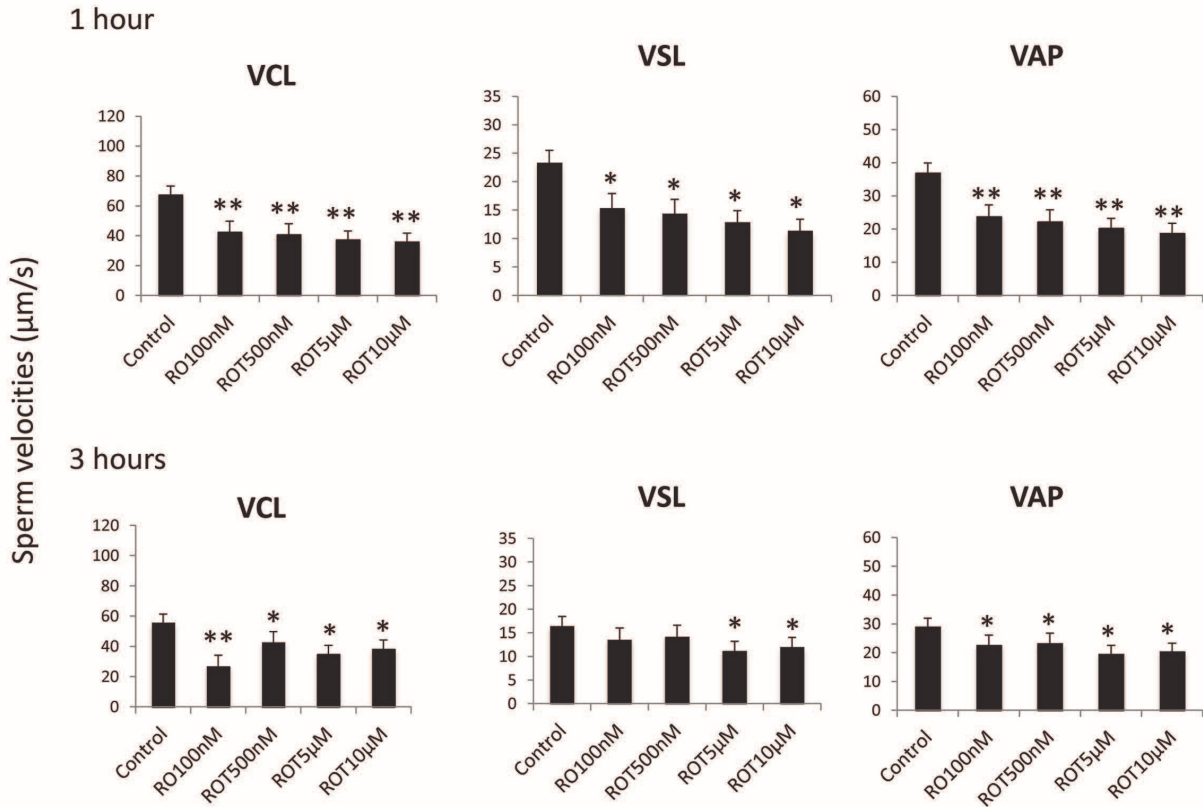 1 hour
VCL
VSL
VAP
120
100
80
60
40
20
0
35
30
25
20
15
10
5
0
60
50
40
30
20
10
0
** ** ** **
* * * *
** ** ** **
Control RO100nM ROT500nM ROT5µM ROT10µM
Control RO100nM ROT500nM ROT5µM ROT10µM
Control RO100nM ROT500nM ROT5µM ROT10µM
Sperm velocities (µm/s)
3 hours
VCL
VSL
VAP
120
100
80
60
40
20
0
35
30
25
20
15
10
5
0
60
50
40
30
20
10
0
** * * *
* *
* * * *
Control RO100nM ROT500nM ROT5µM ROT10µM
Control RO100nM ROT500nM ROT5µM ROT10µM
Control RO100nM ROT500nM ROT5µM ROT10µM